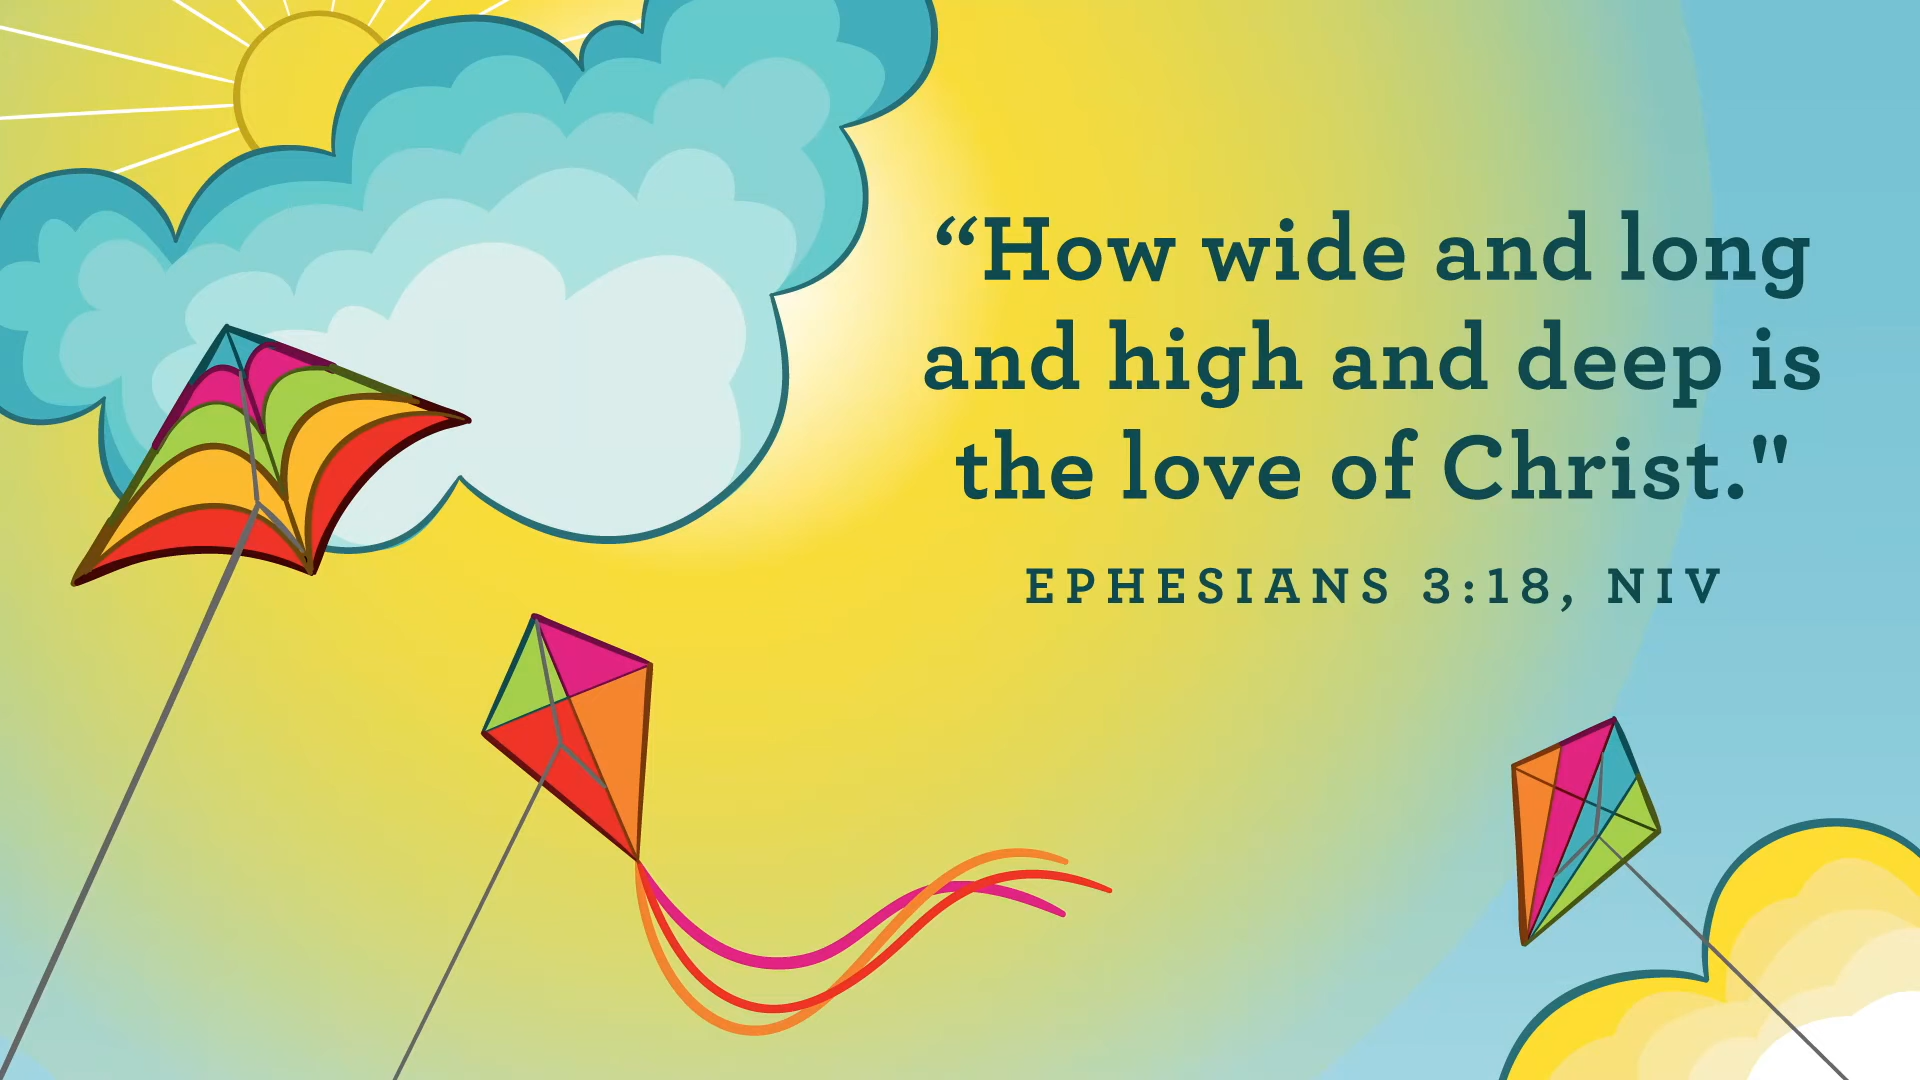 “How wide and long
and high and deep is
the love of Christ."
EPHESIANS 3:18, NIV